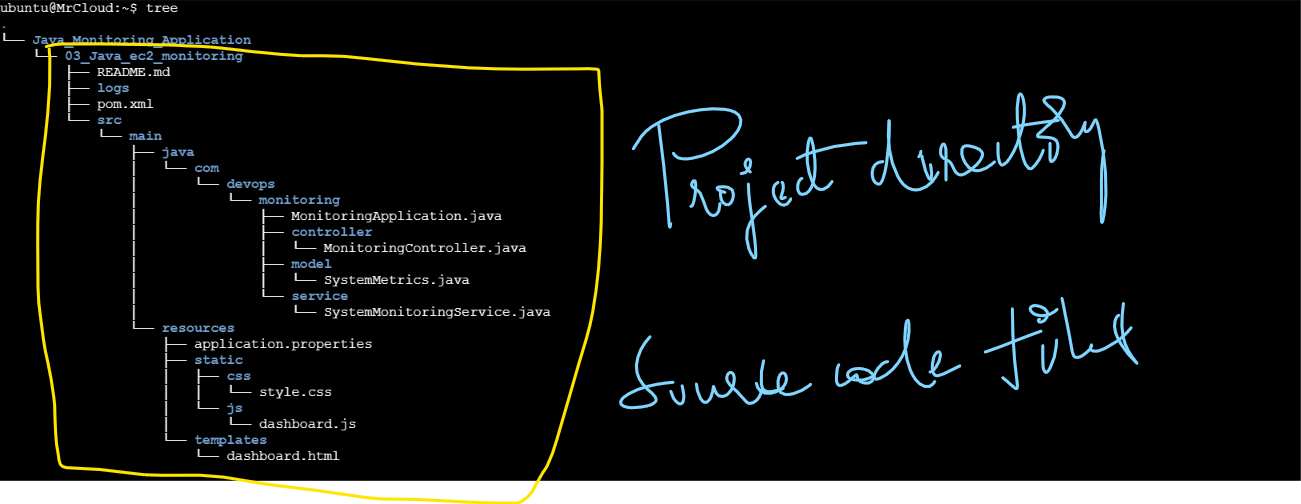 ubuntu@MrCloud:~$ tree
.
└── Java_Monitoring_Application
    └── 03_Java_ec2_monitoring
        ├── README.md
        ├── logs
        ├── pom.xml
        └── src
            └── main
                ├── java
                │   └── com
                │       └── devops
                │           └── monitoring
                │               ├── MonitoringApplication.java
                │               ├── controller
                │               │   └── MonitoringController.java
                │               ├── model
                │               │   └── SystemMetrics.java
                │               └── service
                │                   └── SystemMonitoringService.java
                └── resources
                    ├── application.properties
                    ├── static
                    │   ├── css
                    │   │   └── style.css
                    │   └── js
                    │       └── dashboard.js
                    └── templates
                        └── dashboard.html
Project directory
Source code files